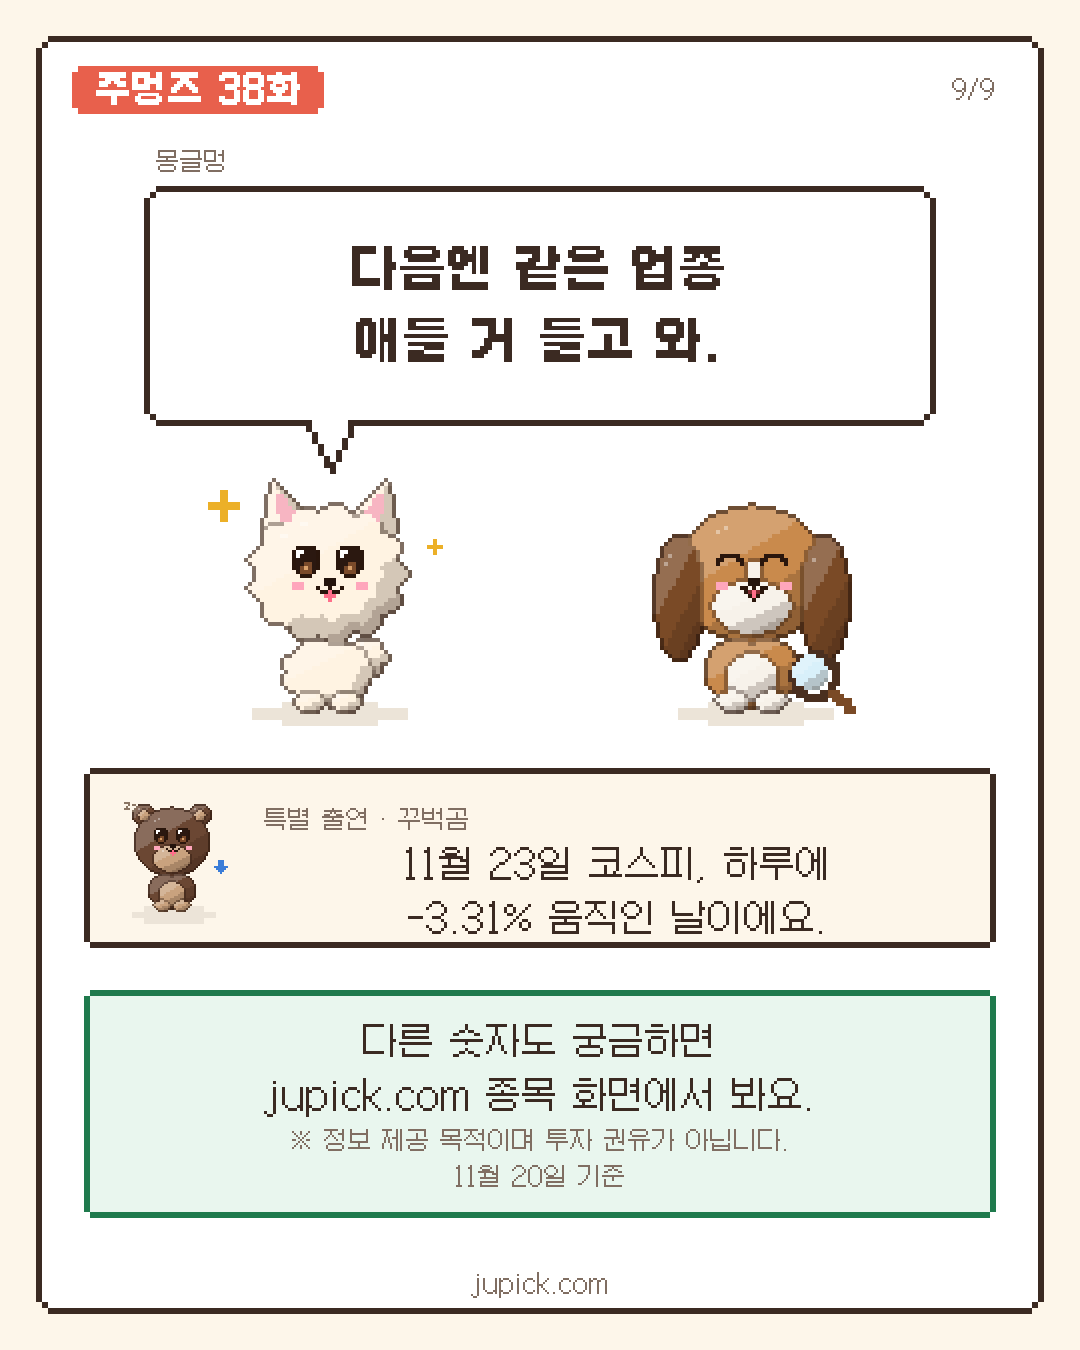 주멍즈 38화
9/9
몽글멍
다음엔 같은 업종
애들 거 들고 와.
z
특별 출연 · 꾸벅곰
11월 23일 코스피, 하루에
-3.31% 움직인 날이에요.
다른 숫자도 궁금하면
jupick.com 종목 화면에서 봐요.
※ 정보 제공 목적이며 투자 권유가 아닙니다.
11월 20일 기준
jupick.com